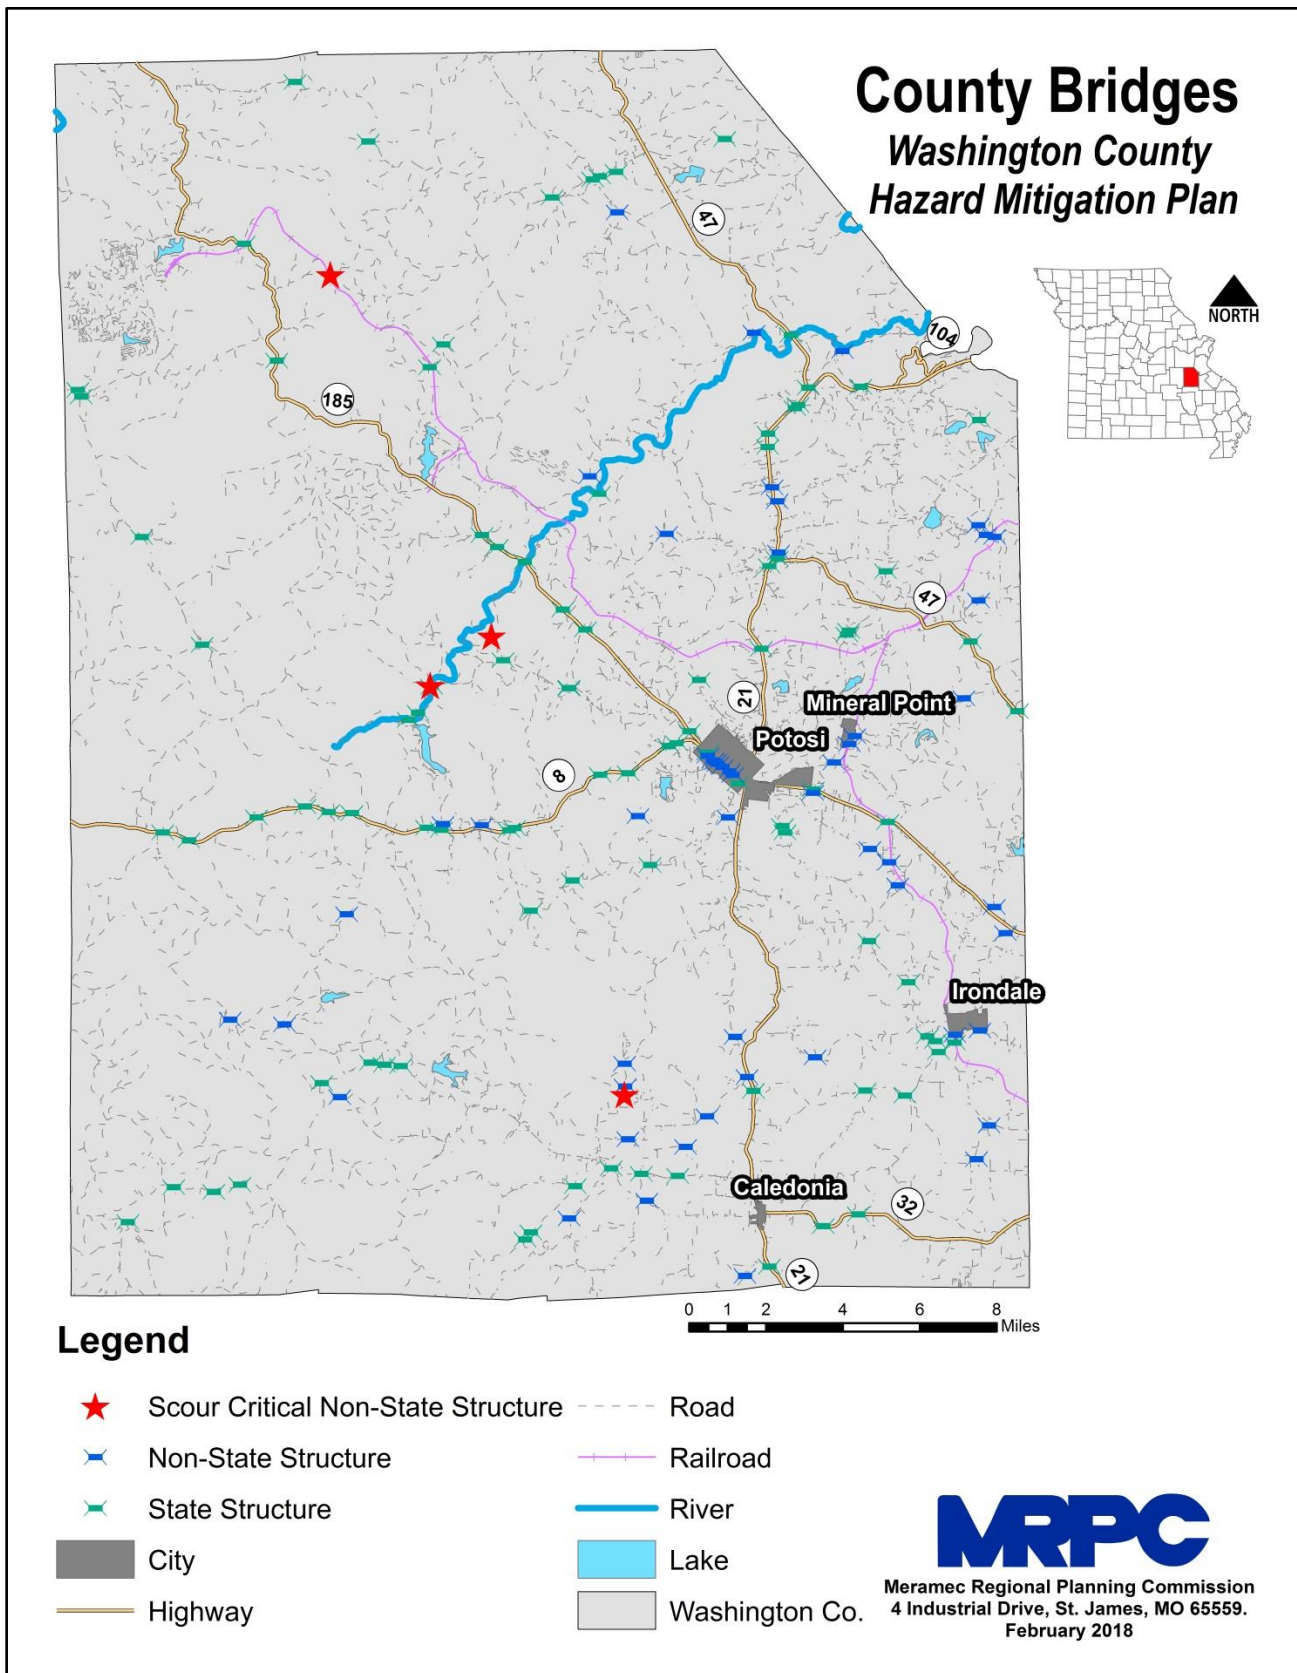 County Bridges
Washington County
Hazard Mitigation Plan
NORTH
47
104
185
47
21
Mineral Point
Potosi
8
Irondale
Caledonia
32
21
0 1 2 4 6 8
Miles
Legend
Scour Critical Non-State Structure
Non-State Structure
State Structure
City
Highway
Road
Railroad
River
Lake
Washington Co.
MRPC
Meramec Regional Planning Commission
4 Industrial Drive, St. James, MO 65559.
February 2018